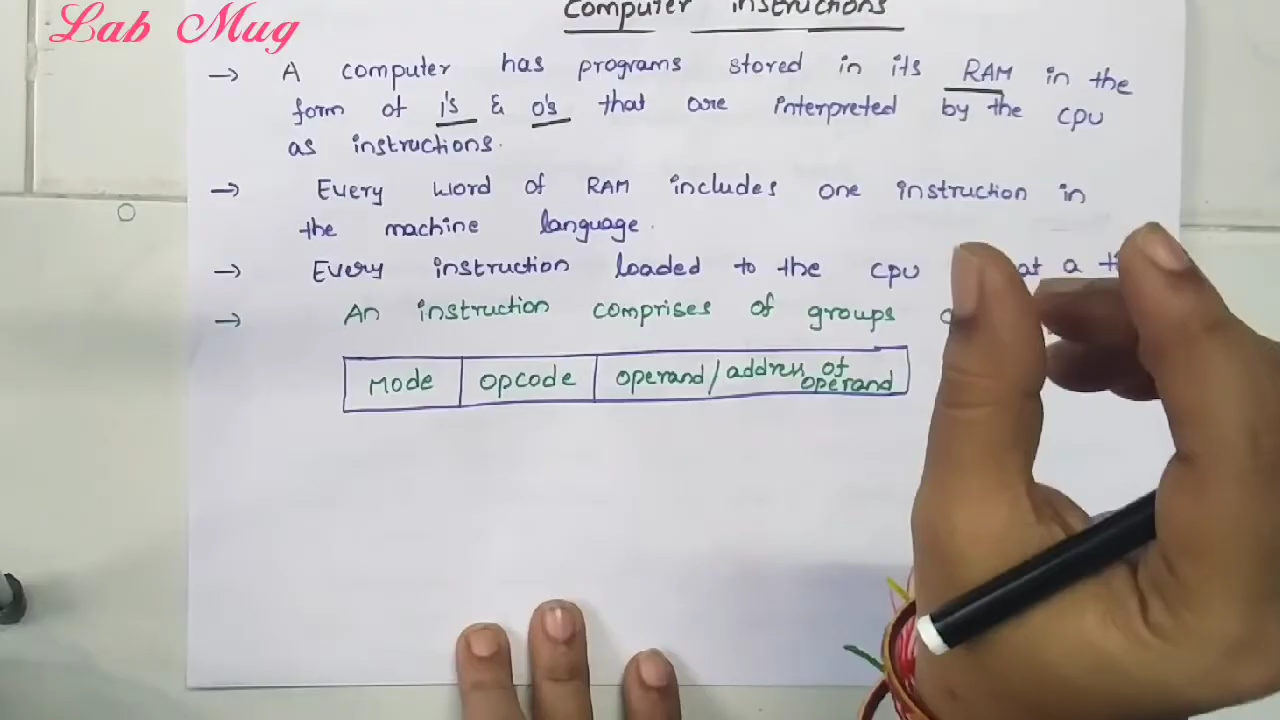 Lab Mug
Computer Instructions
→ A computer has programs stored in its RAM in the
form of 1's & 0's that are interpreted by the cpu
as instructions.
→ Every word of RAM includes one instruction in
the machine language.
→ Every instruction loaded to the cpu at a
→ An instruction comprises of groups
Mode opcode operand/address of operand